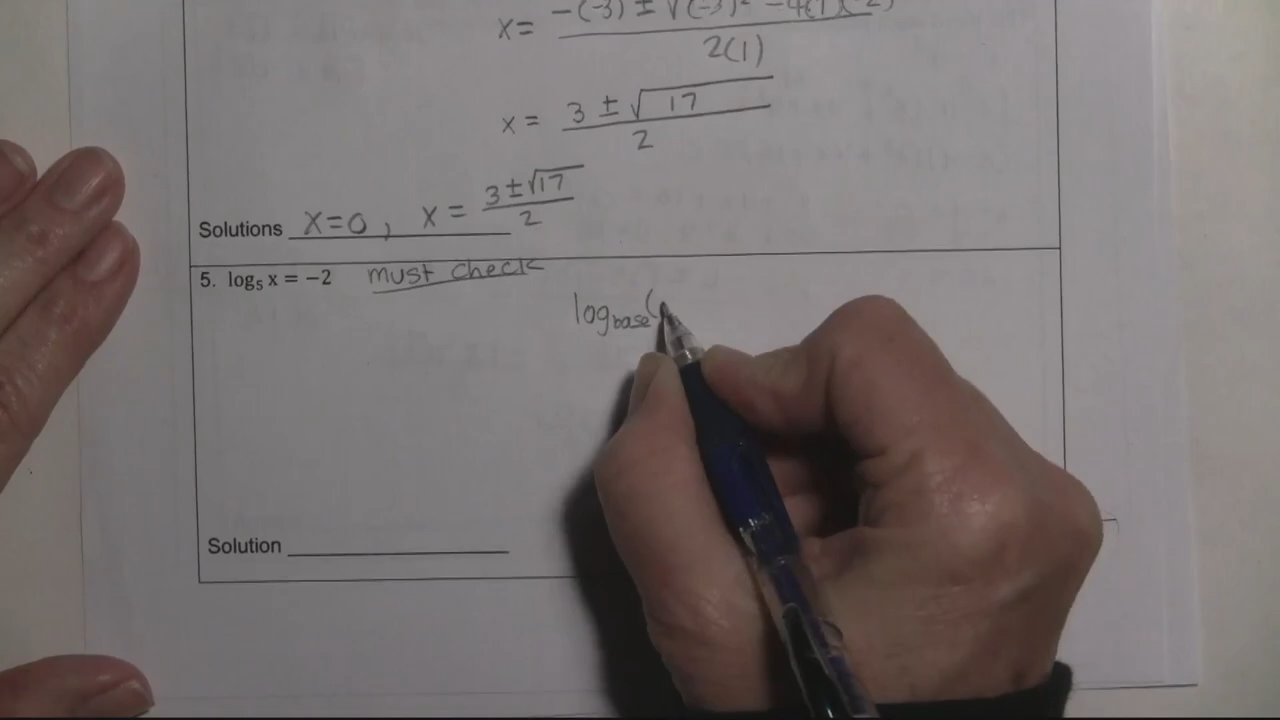 x = -(-3) ± √(-3)² -4(1)(-2)
2(1)
x = 3 ± √17
2
Solutions x=0, x = 3±√17
2
5. log₅ x = −2 must check
log base (
Solution